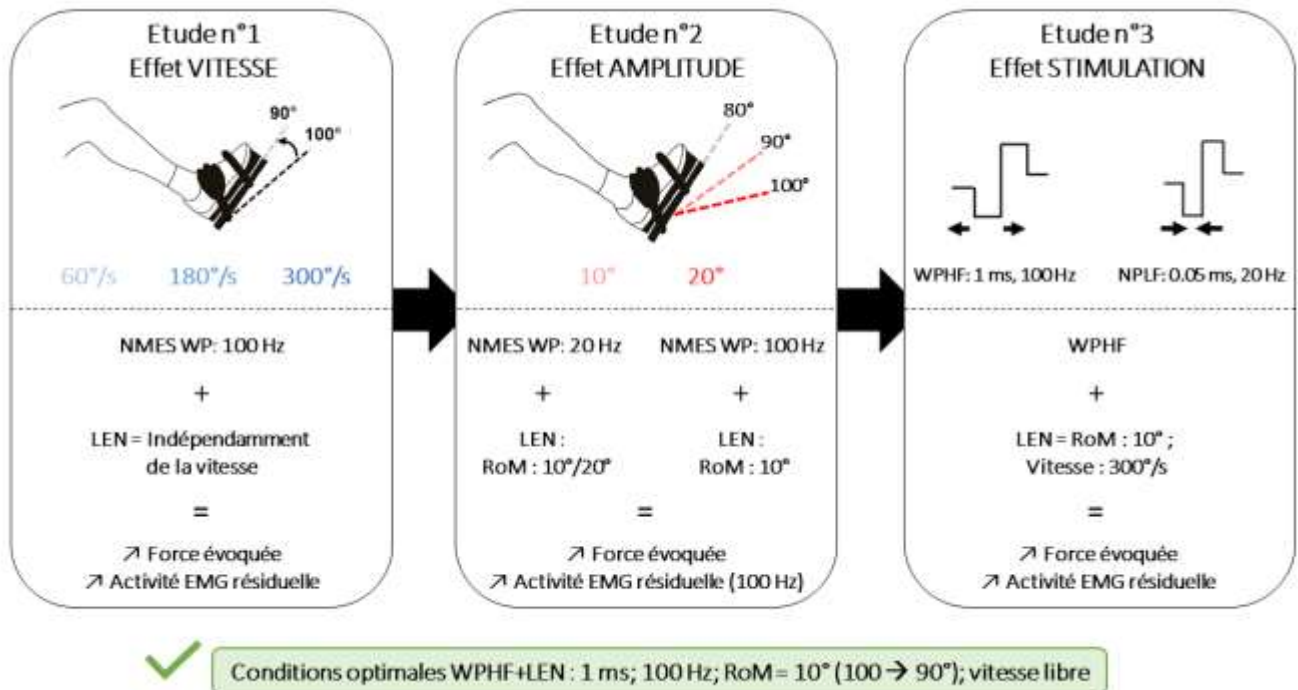 Etude n°1
Effet VITESSE
90°
100°
60°/s 180°/s 300°/s
NMES WP: 100 Hz
+
LEN = Indépendamment
de la vitesse
=
↗ Force évoquée
↗ Activité EMG résiduelle
Etude n°2
Effet AMPLITUDE
80°
90°
100°
10° 20°
NMES WP: 20 Hz NMES WP: 100 Hz
+ +
LEN : LEN :
RoM : 10°/20° RoM : 10°
=
↗ Force évoquée
↗ Activité EMG résiduelle (100 Hz)
Etude n°3
Effet STIMULATION
WPHF: 1 ms, 100 Hz NPLF: 0.05 ms, 20 Hz
WPHF
+
LEN = RoM : 10° ;
Vitesse : 300°/s
=
↗ Force évoquée
↗ Activité EMG résiduelle
Conditions optimales WPHF+LEN : 1 ms; 100 Hz; RoM = 10° (100 → 90°); vitesse libre